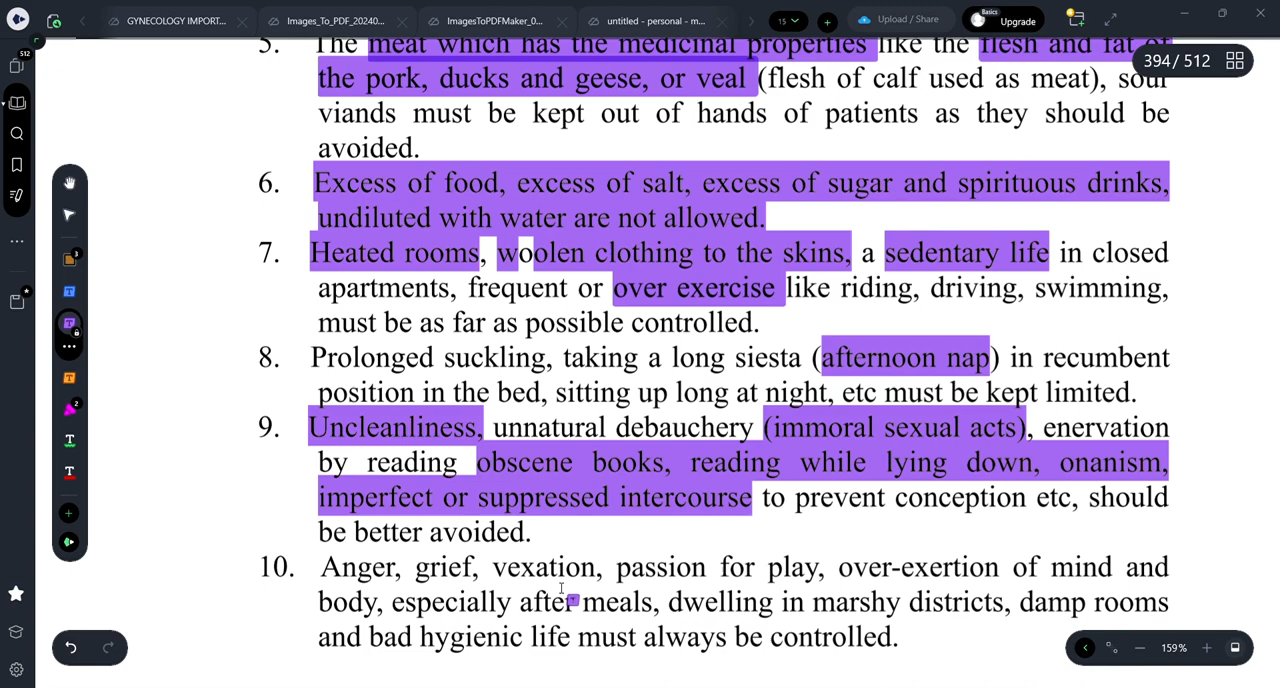 GYNECOLOGY IMPORT...
Images_To_PDF_20240...
ImagesToPDFMaker_0...
untitled - personal - m...
15
Upload / Share
Basics
Upgrade
512
394 / 512
5. The meat which has the medicinal properties like the flesh and fat of
the pork, ducks and geese, or veal (flesh of calf used as meat), sour
viands must be kept out of hands of patients as they should be
avoided.
6. Excess of food, excess of salt, excess of sugar and spirituous drinks,
undiluted with water are not allowed.
7. Heated rooms, woolen clothing to the skins, a sedentary life in closed
apartments, frequent or over exercise like riding, driving, swimming,
must be as far as possible controlled.
8. Prolonged suckling, taking a long siesta (afternoon nap) in recumbent
position in the bed, sitting up long at night, etc must be kept limited.
9. Uncleanliness, unnatural debauchery (immoral sexual acts), enervation
by reading obscene books, reading while lying down, onanism,
imperfect or suppressed intercourse to prevent conception etc, should
be better avoided.
10. Anger, grief, vexation, passion for play, over-exertion of mind and
body, especially after meals, dwelling in marshy districts, damp rooms
and bad hygienic life must always be controlled.
3
2
159%